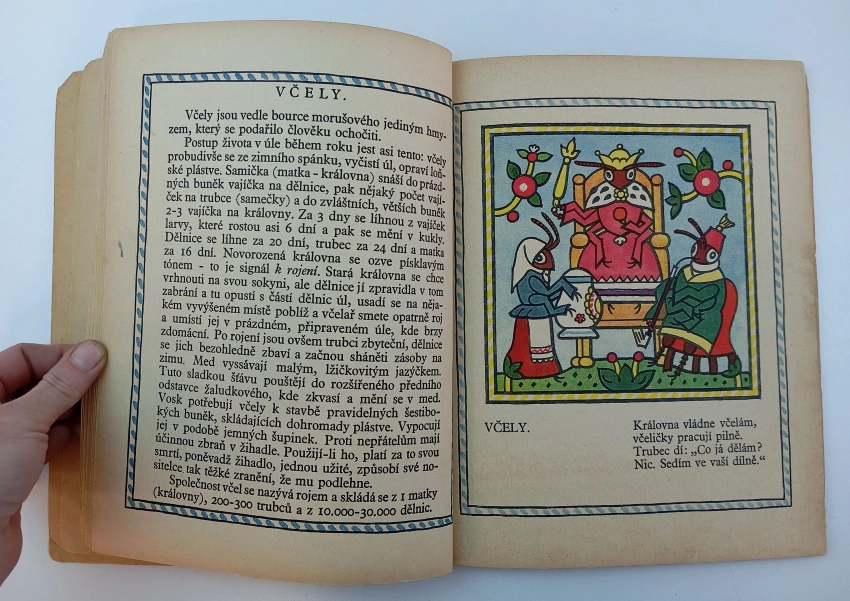 VČELY.
Včely jsou vedle bource morušového jediným hmy-
zem, který se podařilo člověku ochočiti.
Postup života v úle během roku jest asi tento: včely
probudivše se ze zimního spánku, vyčistí úl, opraví loň-
ské plástve. Samička (matka - královna) snáší do prázd-
ných buněk vajíčka na dělnice, pak nějaký počet vají-
ček na trubce (samečky) a do zvláštních, větších buněk
2-3 vajíčka na královny. Za 3 dny se líhnou z vajíček
larvy, které rostou asi 6 dní a pak se mění v kukly.
Dělnice se líhne za 20 dní, trubec za 24 dní a matka
za 16 dní. Novorozená královna se ozve písklavým
tónem - to je signál k rojení. Stará královna se chce
vrhnouti na svou sokyni, ale dělnice jí zpravidla v tom
zabrání a tu opustí s částí dělnic úl, usadí se na něja-
kém vyvýšeném místě poblíž a včelař smete opatrně roj
a umístí jej v prázdném, připraveném úle, kde brzy
zdomácní. Po rojení jsou ovšem trubci zbyteční, dělnice
se jich bezohledně zbaví a začnou sháněti zásoby na
zimu. Med vyssávají malým, lžičkovitým jazýčkem.
Tuto sladkou šťávu pouštějí do rozšířeného předního
odstavce žaludkového, kde zkvasí a mění se v med.
Vosk potřebují včely k stavbě pravidelných šestibo-
kých buněk, skládajících dohromady plástve. Vypocují
jej v podobě jemných šupinek. Proti nepřátelům mají
účinnou zbraň v žihadle. Použijí-li ho, platí za to svou
smrtí, poněvadž žihadlo, jednou užité, způsobí své no-
sitelce tak těžké zranění, že mu podlehne.
Společnost včel se nazývá rojem a skládá se z 1 matky
(královny), 200-300 trubců a z 10.000-30.000 dělnic.
VČELY.
Královna vládne včelám,
včeličky pracují pilně.
Trubec dí: „Co já dělám?
Nic. Sedím ve vaší dílně.“